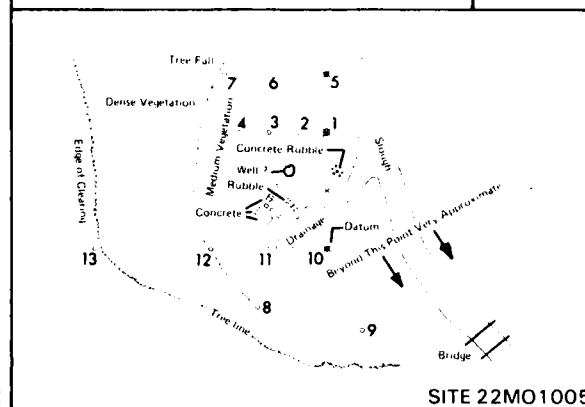 Tree Fall
7 6 5
Dense Vegetation
4 3 2 1
Medium Vegetation
Edge of Clearing
Concrete Rubble
Slough
Well ?
Rubble
Concrete
Drainage
Datum
Beyond This Point Very Approximate
13 12 11 10
8
9
Tree line
Bridge
SITE 22MO1005